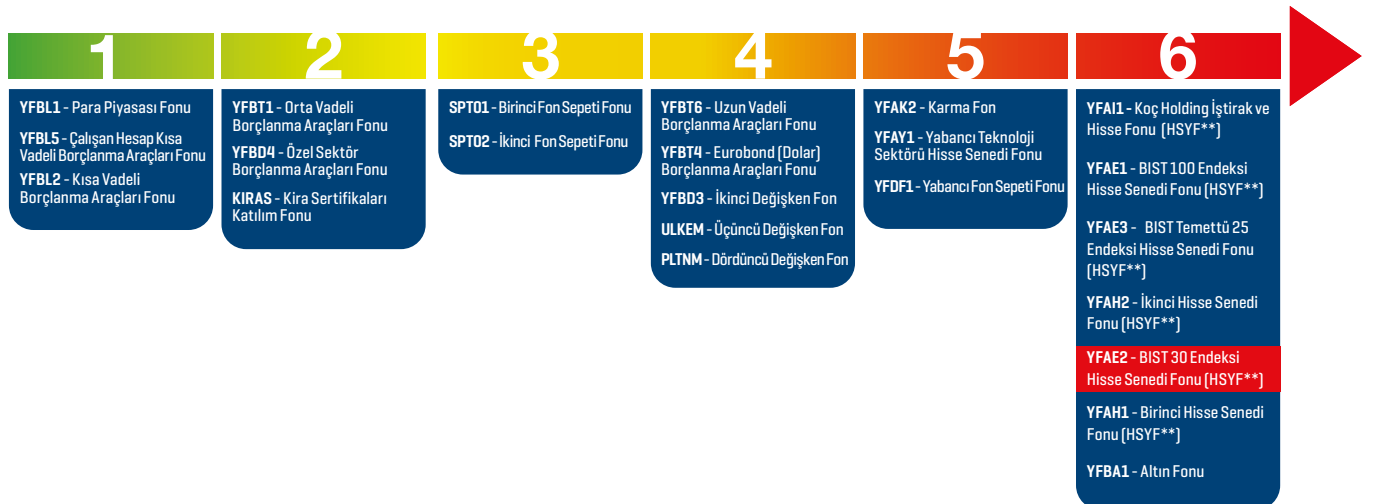 1
YFBL1 - Para Piyasası Fonu
YFBL5 - Çalışan Hesap Kısa
Vadeli Borçlanma Araçları Fonu
YFBL2 - Kısa Vadeli
Borçlanma Araçları Fonu
2
YFBT1 - Orta Vadeli
Borçlanma Araçları Fonu
YFBD4 - Özel Sektör
Borçlanma Araçları Fonu
KIRAS - Kira Sertifikaları
Katılım Fonu
3
SPT01 - Birinci Fon Sepeti Fonu
SPT02 - İkinci Fon Sepeti Fonu
4
YFBT6 - Uzun Vadeli
Borçlanma Araçları Fonu
YFBT4 - Eurobond (Dolar)
Borçlanma Araçları Fonu
YFBD3 - İkinci Değişken Fon
ULKEM - Üçüncü Değişken Fon
PLTNM - Dördüncü Değişken Fon
5
YFAK2 - Karma Fon
YFAY1 - Yabancı Teknoloji
Sektörü Hisse Senedi Fonu
YFDF1 - Yabancı Fon Sepeti Fonu
6
YFAI1 - Koç Holding İştirak ve
Hisse Fonu (HSYF**)
YFAE1 - BIST 100 Endeksi
Hisse Senedi Fonu (HSYF**)
YFAE3 - BIST Temettü 25
Endeksi Hisse Senedi Fonu
(HSYF**)
YFAH2 - İkinci Hisse Senedi
Fonu (HSYF**)
YFAE2 - BIST 30 Endeksi
Hisse Senedi Fonu (HSYF**)
YFAH1 - Birinci Hisse Senedi
Fonu (HSYF**)
YFBA1 - Altın Fonu